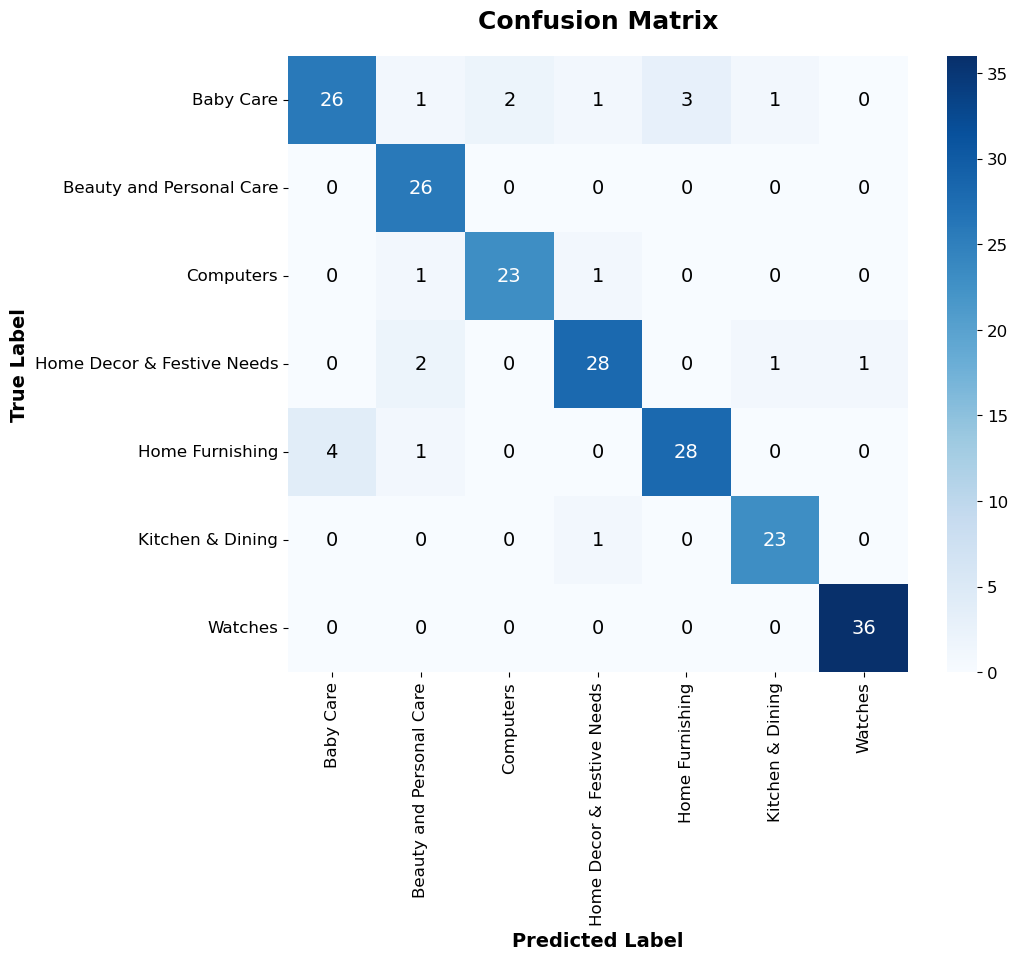 Confusion Matrix
True Label
Baby Care 26 1 2 1 3 1 0
Beauty and Personal Care 0 26 0 0 0 0 0
Computers 0 1 23 1 0 0 0
Home Decor & Festive Needs 0 2 0 28 0 1 1
Home Furnishing 4 1 0 0 28 0 0
Kitchen & Dining 0 0 0 1 0 23 0
Watches 0 0 0 0 0 0 36
Baby Care
Beauty and Personal Care
Computers
Home Decor & Festive Needs
Home Furnishing
Kitchen & Dining
Watches
Predicted Label
35
30
25
20
15
10
5
0